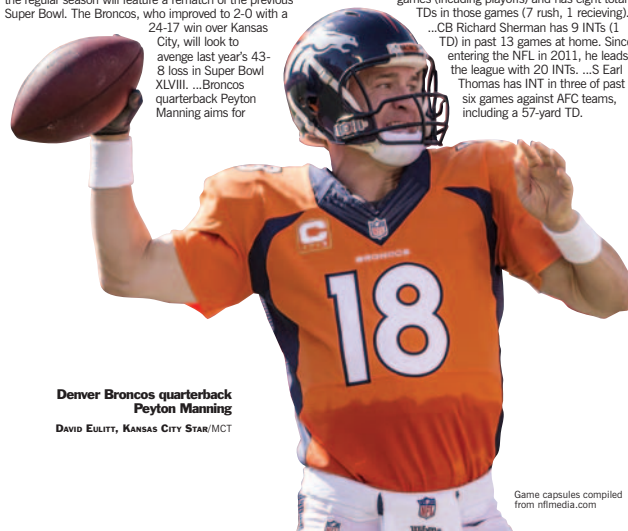 the regular season will feature a rematch of the previous
Super Bowl. The Broncos, who improved to 2-0 with a
24-17 win over Kansas
City, will look to
avenge last year's 43-
8 loss in Super Bowl
XLVIII. ...Broncos
quarterback Peyton
Manning aims for
games (including playoffs) and has eight total
TDs in those games (7 rush, 1 recieving).
...CB Richard Sherman has 9 INTs (1
TD) in past 13 games at home. Since
entering the NFL in 2011, he leads
the league with 20 INTs. ...S Earl
Thomas has INT in three of past
six games against AFC teams,
including a 57-yard TD.
18
C
NFL
BRONCOS
18
Denver Broncos quarterback
Peyton Manning
DAVID EULITT, KANSAS CITY STAR/MCT
Game capsules compiled
from nflmedia.com
NFL